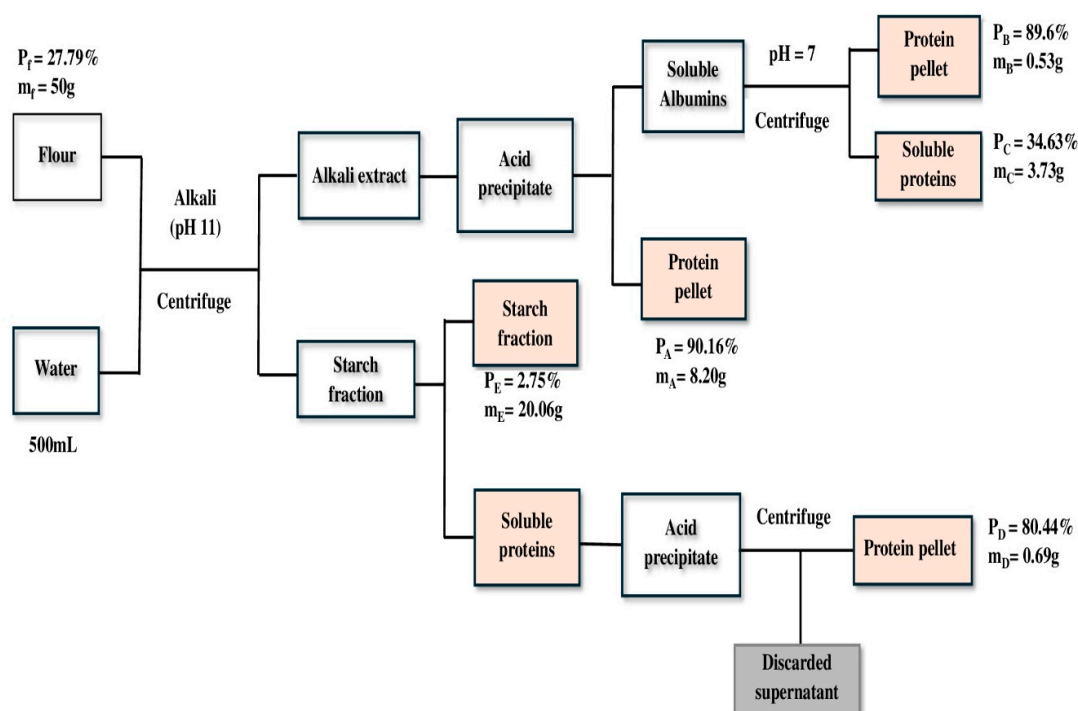 P_f = 27.79%
m_f = 50g
Flour
Water
500mL
Alkali
(pH 11)
Centrifuge
Alkali extract
Acid
precipitate
Soluble
Albumins
pH = 7
Centrifuge
Protein
pellet
P_B = 89.6%
m_B= 0.53g
Soluble
proteins
P_C = 34.63%
m_C= 3.73g
Protein
pellet
P_A = 90.16%
m_A= 8.20g
Starch
fraction
Starch
fraction
P_E = 2.75%
m_E= 20.06g
Soluble
proteins
Acid
precipitate
Centrifuge
Protein pellet
P_D = 80.44%
m_D= 0.69g
Discarded
supernatant